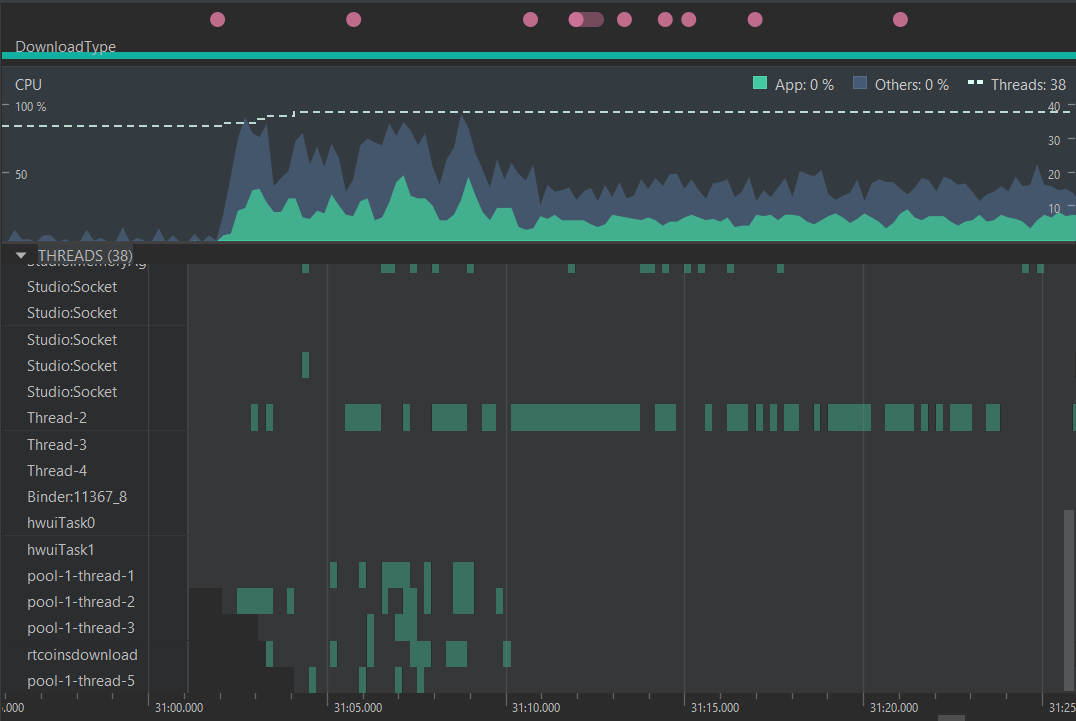 DownloadType
CPU
App: 0 %
Others: 0 %
Threads: 38
100 %
40
30
50
20
10
THREADS (38)
Studio:MemoryAg
Studio:Socket
Studio:Socket
Studio:Socket
Studio:Socket
Studio:Socket
Thread-2
Thread-3
Thread-4
Binder:11367_8
hwuiTask0
hwuiTask1
pool-1-thread-1
pool-1-thread-2
pool-1-thread-3
rtcoinsdownload
pool-1-thread-5
.000 31:00.000 31:05.000 31:10.000 31:15.000 31:20.000 31:25